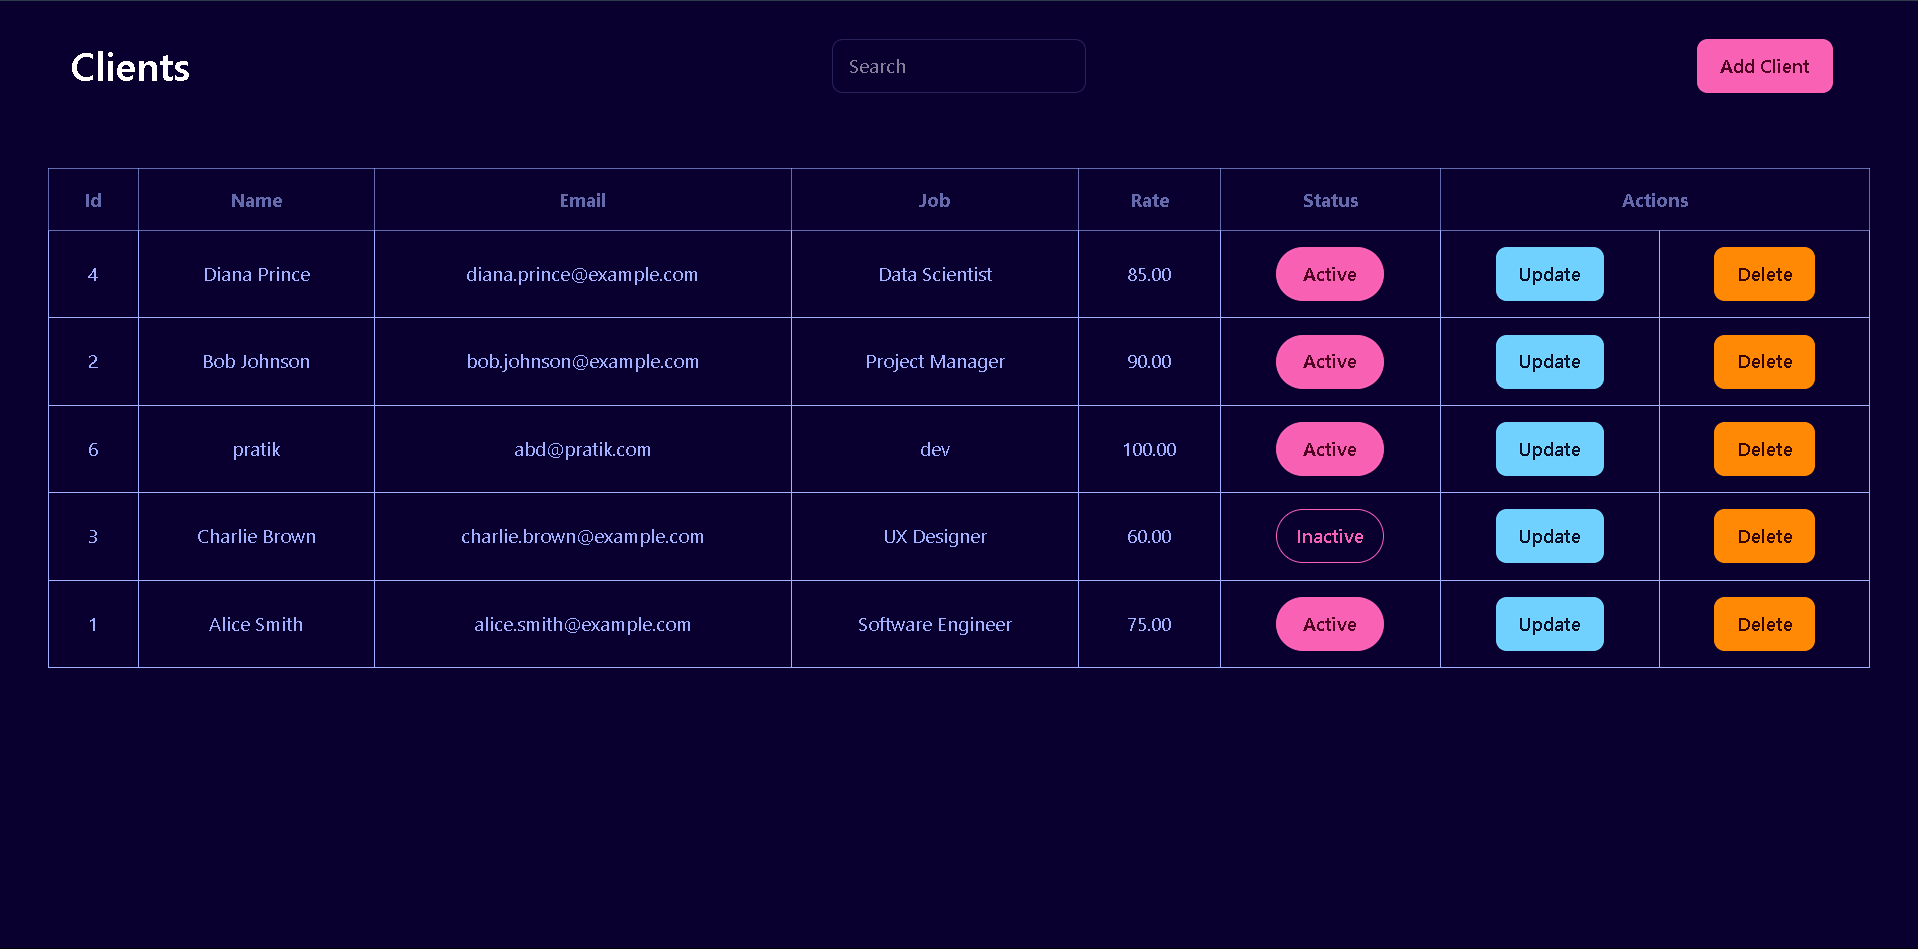 Clients Search Add Client
Id Name Email Job Rate Status Actions
4 Diana Prince diana.prince@example.com Data Scientist 85.00 Active Update Delete
2 Bob Johnson bob.johnson@example.com Project Manager 90.00 Active Update Delete
6 pratik abd@pratik.com dev 100.00 Active Update Delete
3 Charlie Brown charlie.brown@example.com UX Designer 60.00 Inactive Update Delete
1 Alice Smith alice.smith@example.com Software Engineer 75.00 Active Update Delete